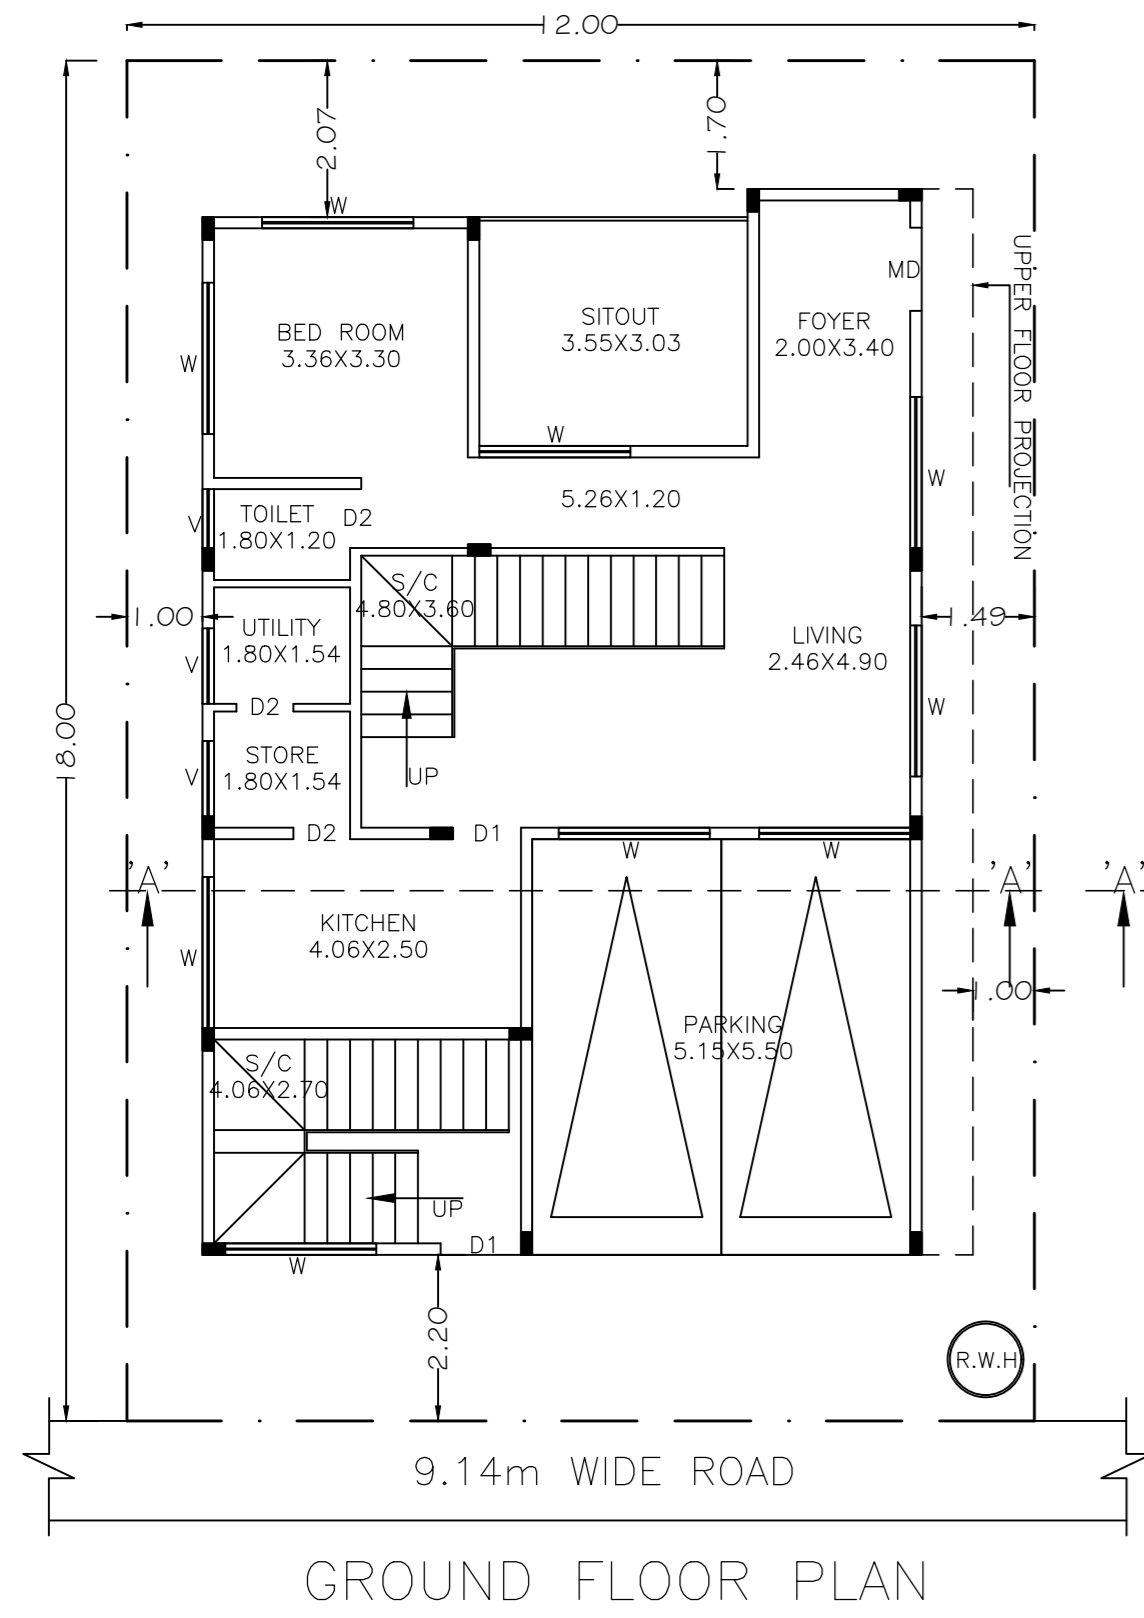 12.00
2.07
1.70
W
MD
UPPER FLOOR PROJECTION
BED ROOM
3.36X3.30
SITOUT
3.55X3.03
FOYER
2.00X3.40
W
W
W
5.26X1.20
V
TOILET
1.80X1.20
D2
S/C
4.80X3.60
1.00
UTILITY
1.80X1.54
LIVING
2.46X4.90
1.49
V
D2
W
18.00
STORE
1.80X1.54
V
UP
D2
D1
W
W
'A'
'A'
'A'
KITCHEN
4.06X2.50
W
1.00
PARKING
5.15X5.50
S/C
4.06X2.70
UP
D1
W
2.20
R.W.H
9.14m WIDE ROAD
GROUND FLOOR PLAN